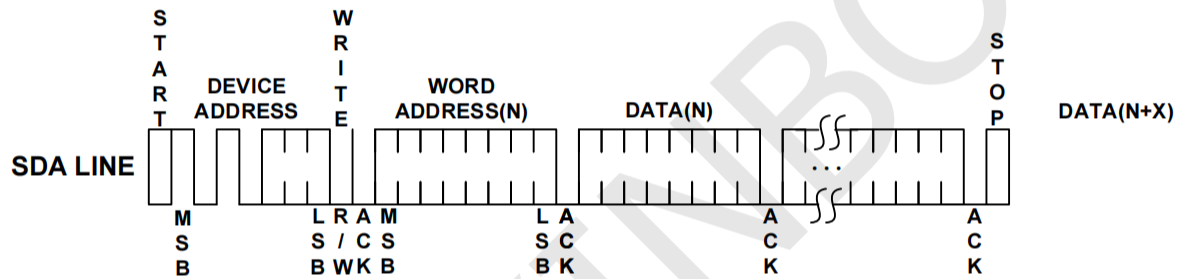 START
WRITE
STOP
DEVICE
ADDRESS
WORD
ADDRESS(N)
DATA(N)
DATA(N+X)
SDA LINE
...
MSB
LSB
R/W
ACK
MSB
LSB
ACK
ACK
ACK